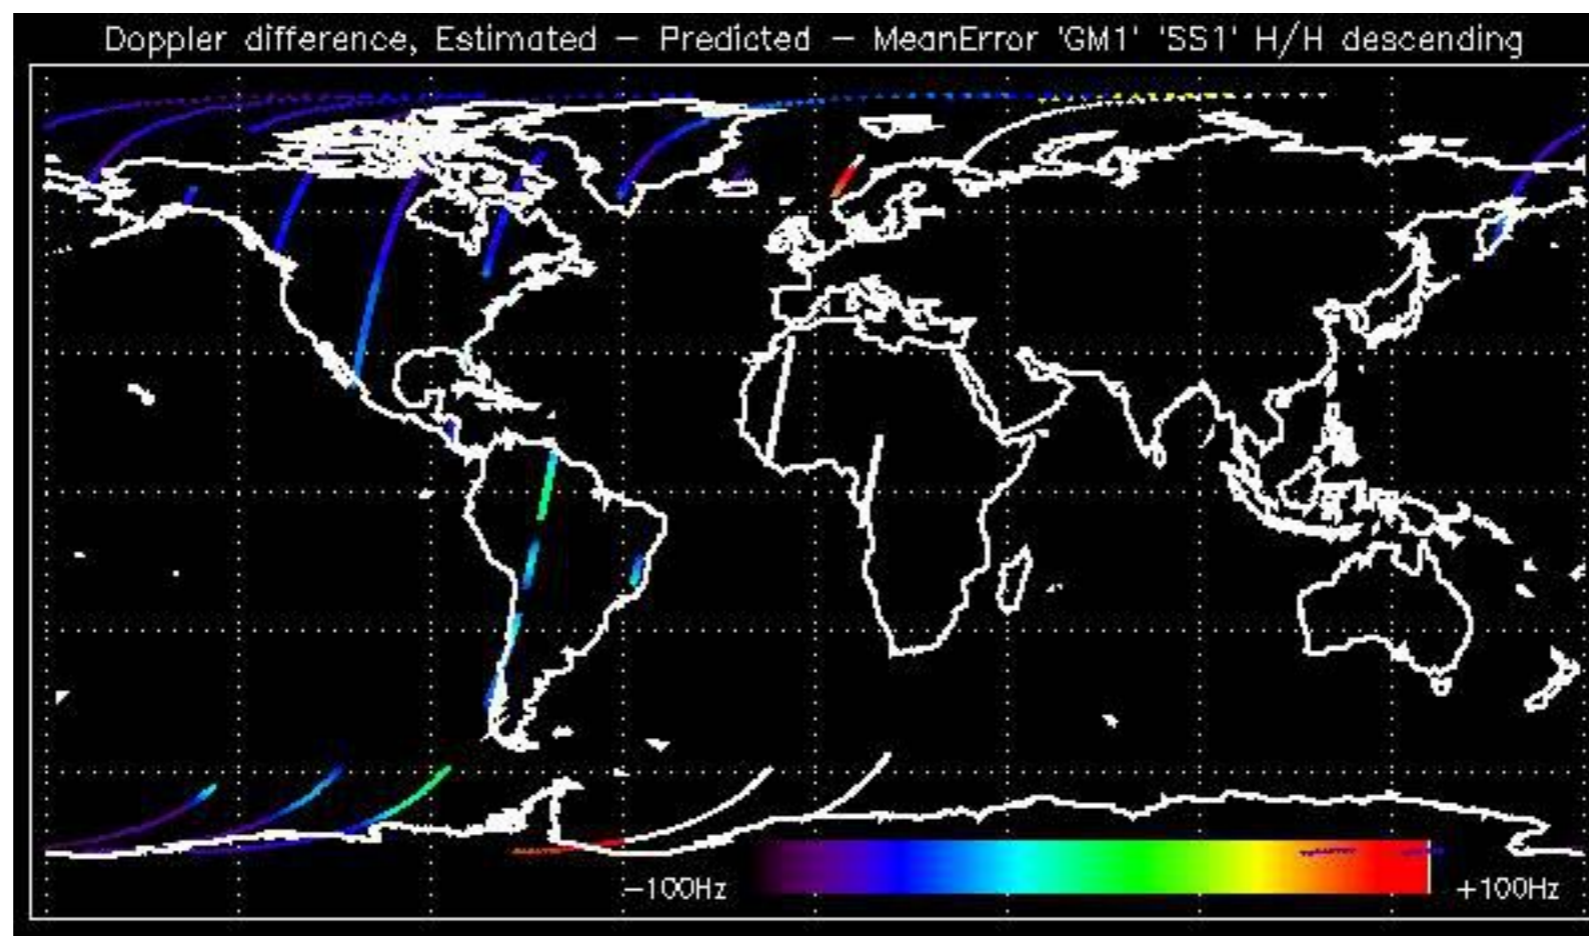 Doppler difference, Estimated − Predicted − MeanError 'GM1' 'SS1' H/H descending
−100Hz
+100Hz